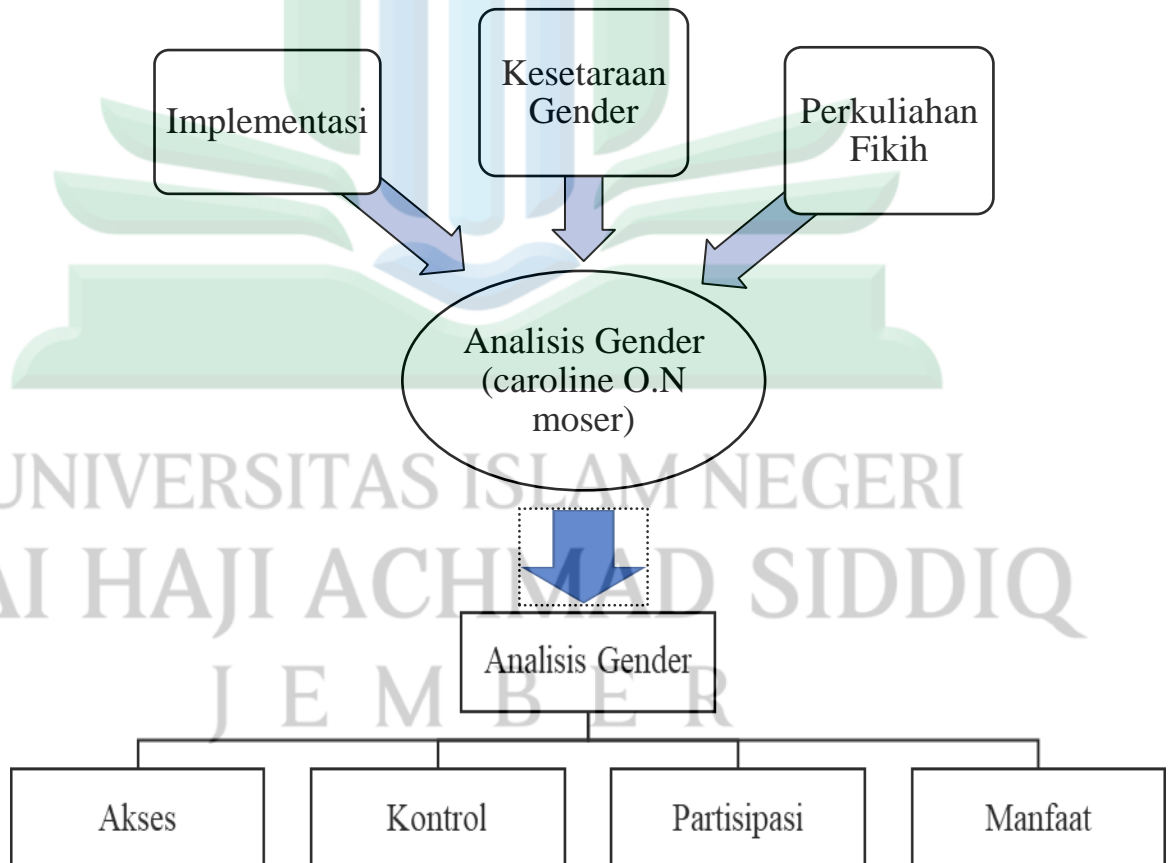 Implementasi
Kesetaraan
Gender
Perkuliahan
Fikih
Analisis Gender
(caroline O.N
moser)
UNIVERSITAS ISLAM NEGERI
AI HAJI ACHMAD SIDDIQ
JEMBER
Analisis Gender
Akses
Kontrol
Partisipasi
Manfaat